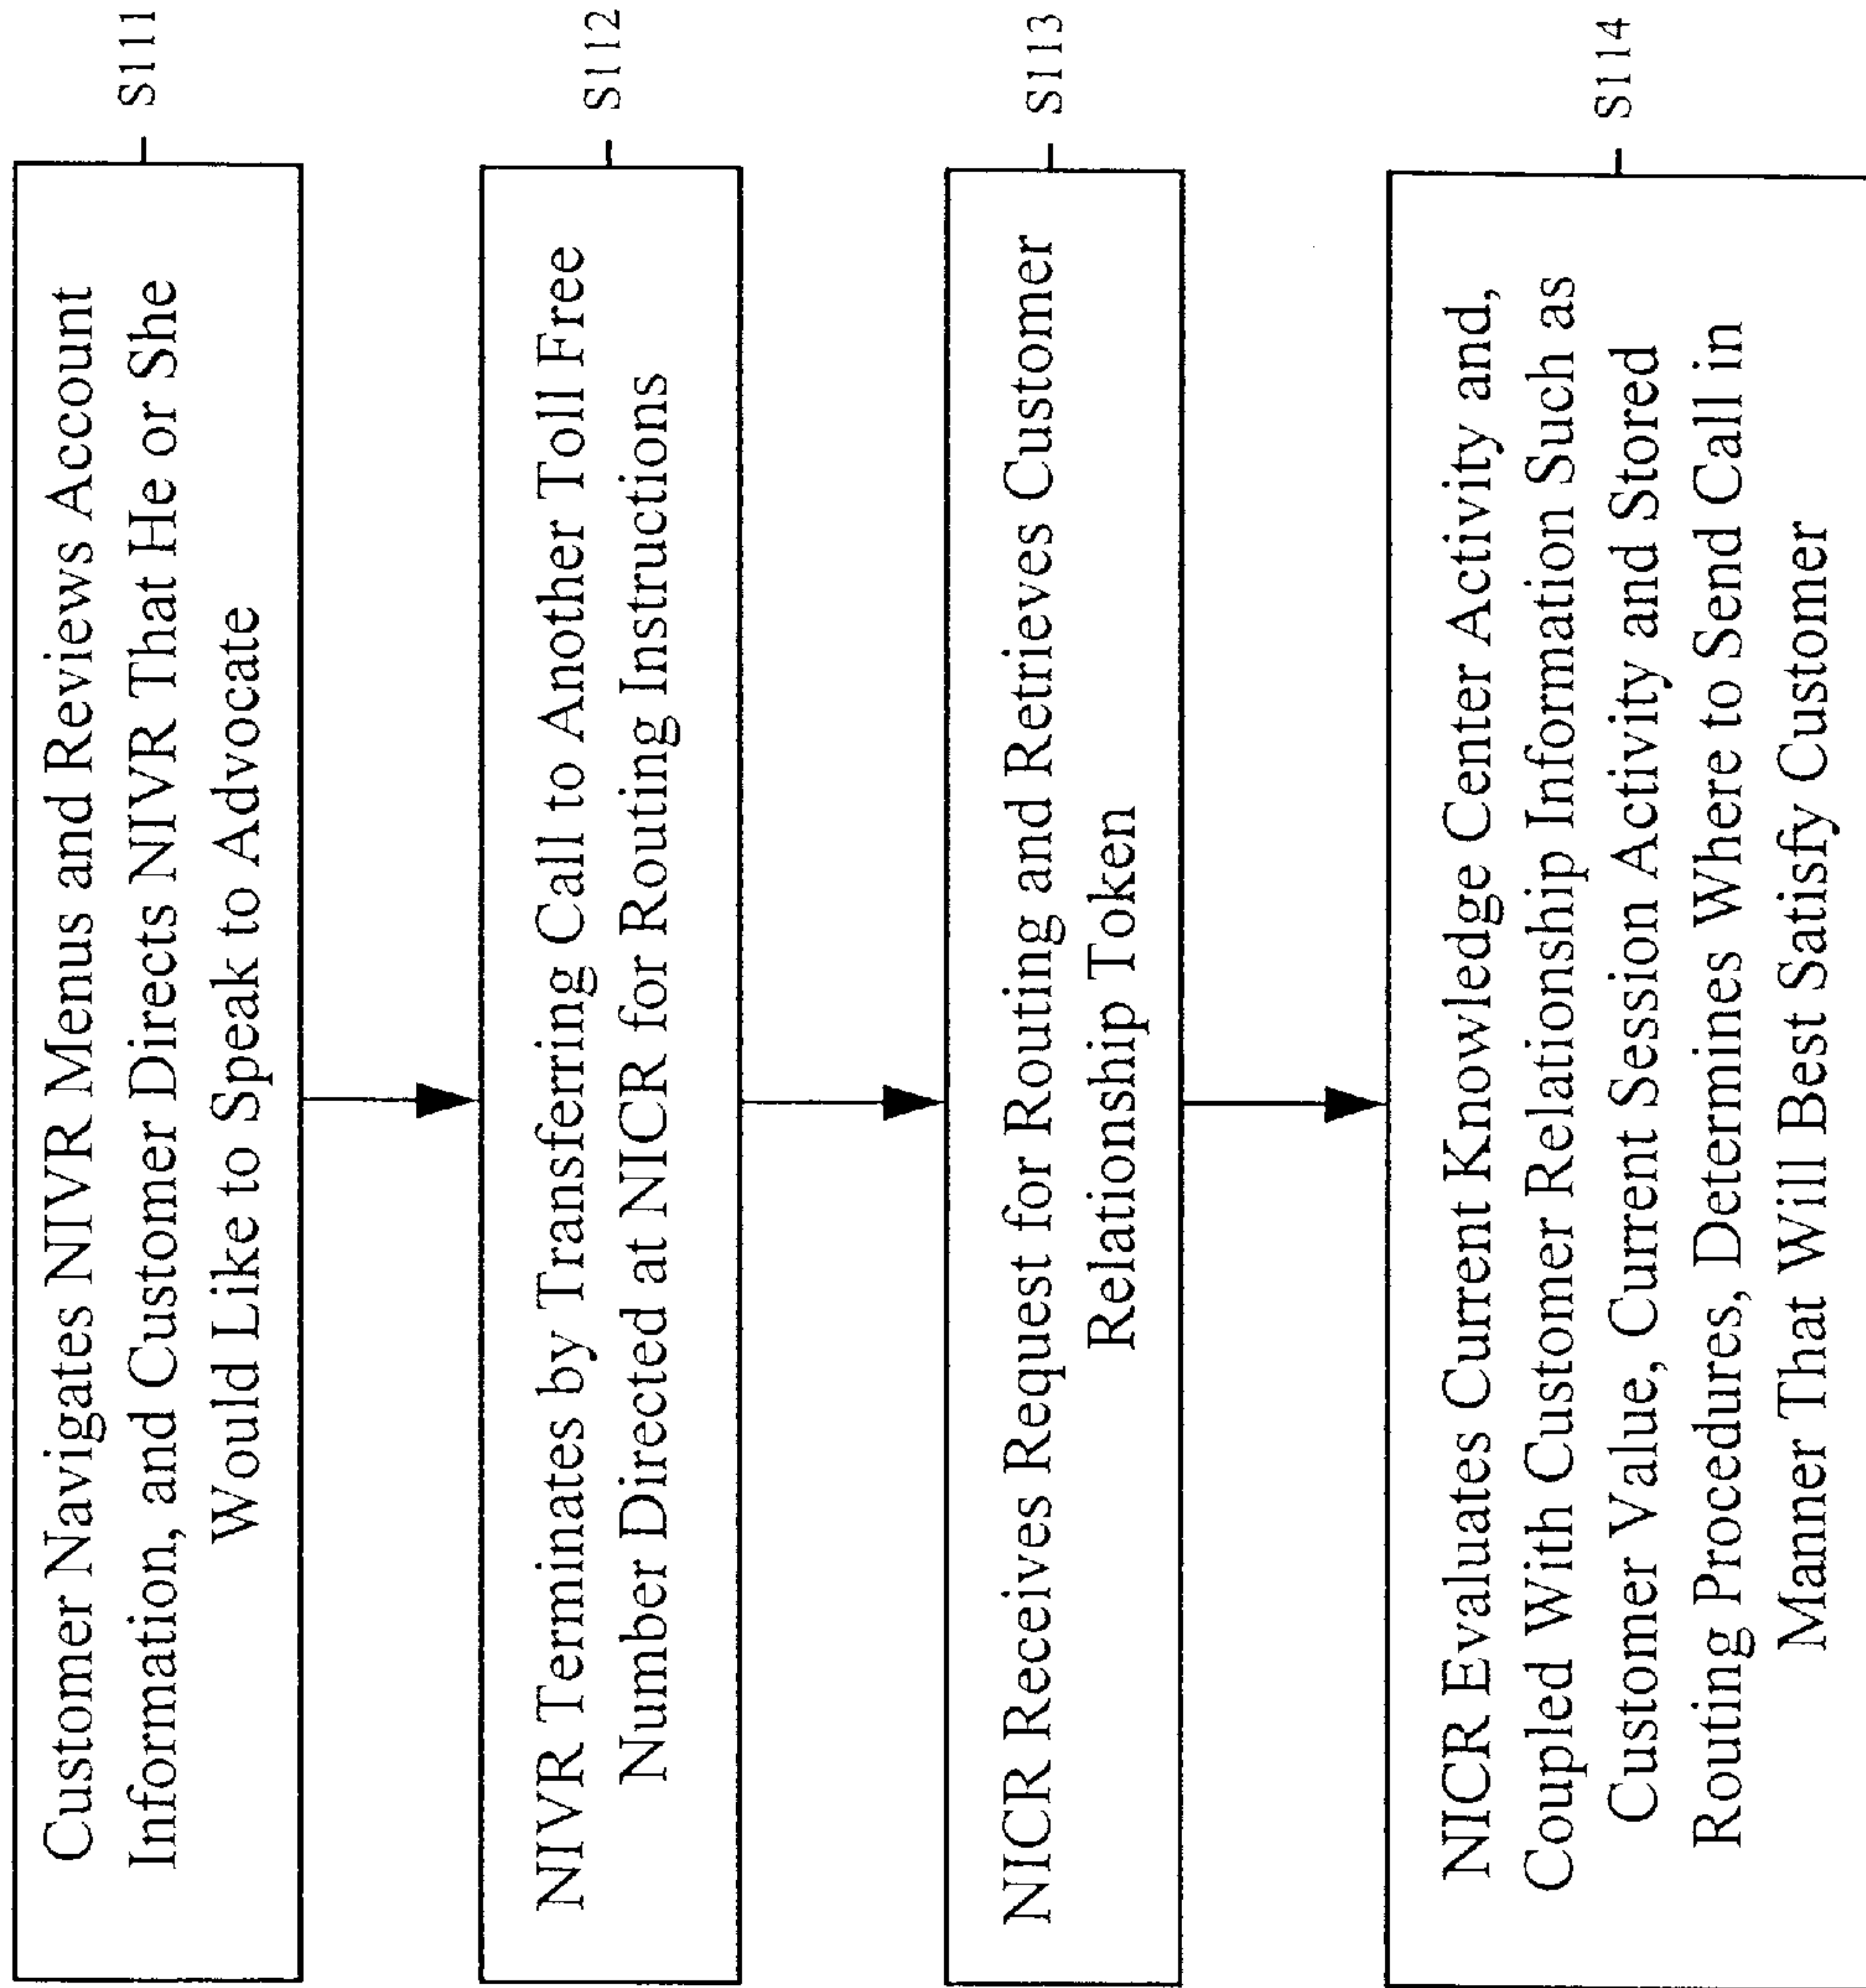 Customer Navigates NIVR Menus and Reviews Account
Information, and Customer Directs NIVR That He or She
Would Like to Speak to Advocate
S111
NIVR Terminates by Transferring Call to Another Toll Free
Number Directed at NICR for Routing Instructions
S112
NICR Receives Request for Routing and Retrieves Customer
Relationship Token
S113
NICR Evaluates Current Knowledge Center Activity and,
Coupled With Customer Relationship Information Such as
Customer Value, Current Session Activity and Stored
Routing Procedures, Determines Where to Send Call in
Manner That Will Best Satisfy Customer
S114